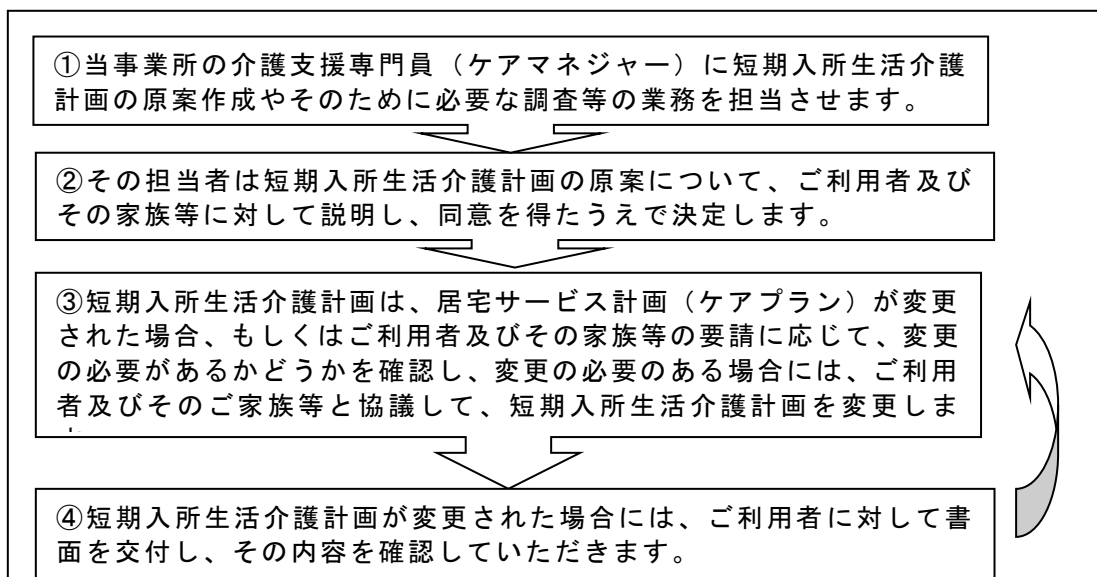 ①当事業所の介護支援専門員（ケアマネジャー）に短期入所生活介護
計画の原案作成やそのために必要な調査等の業務を担当させます。
②その担当者は短期入所生活介護計画の原案について、ご利用者及び
その家族等に対して説明し、同意を得たうえで決定します。
③短期入所生活介護計画は、居宅サービス計画（ケアプラン）が変更
された場合、もしくはご利用者及びその家族等の要請に応じて、変更
の必要があるかどうかを確認し、変更の必要のある場合には、ご利用
者及びそのご家族等と協議して、短期入所生活介護計画を変更しま
④短期入所生活介護計画が変更された場合には、ご利用者に対して書
面を交付し、その内容を確認していただきます。